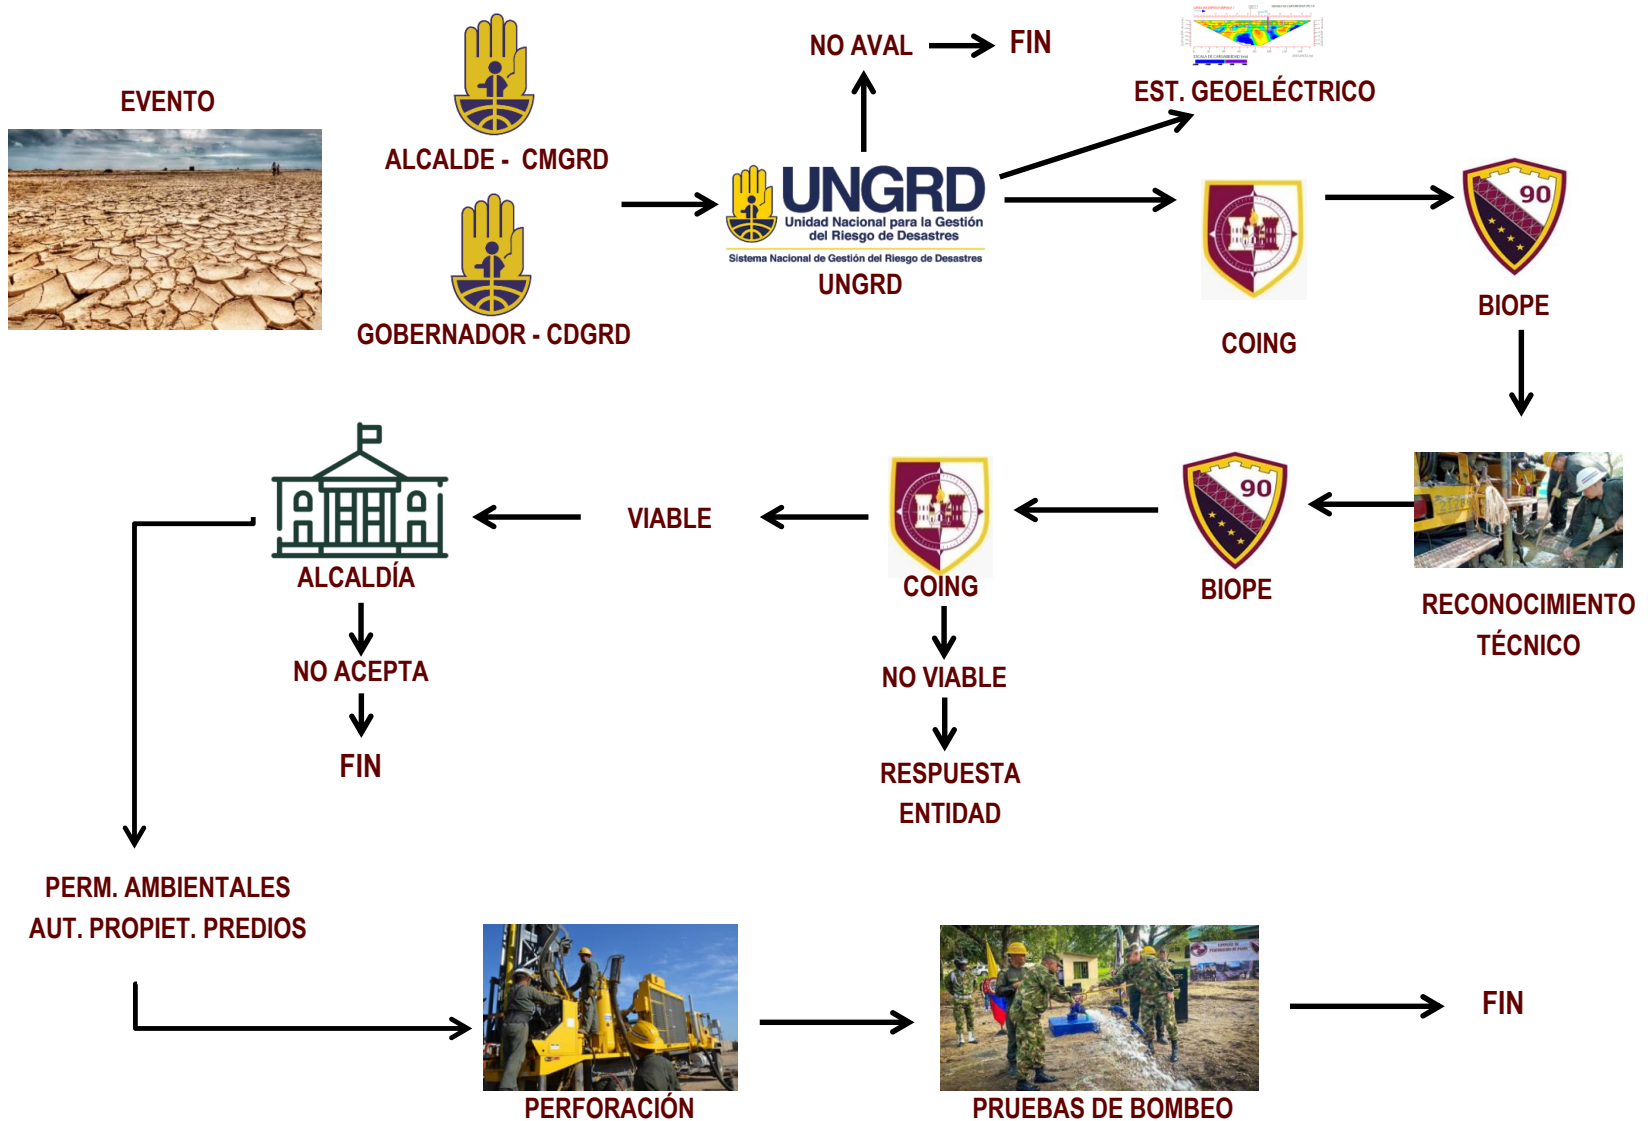 EVENTO
ALCALDE - CMGRD
GOBERNADOR - CDGRD
NO AVAL
FIN
EST. GEOELÉCTRICO
UNGRD
Unidad Nacional para la Gestión
del Riesgo de Desastres
Sistema Nacional de Gestión del Riesgo de Desastres
UNGRD
COING
90
BIOPE
ALCALDÍA
VIABLE
COING
90
BIOPE
RECONOCIMIENTO
TÉCNICO
NO ACEPTA
FIN
NO VIABLE
RESPUESTA
ENTIDAD
PERM. AMBIENTALES
AUT. PROPIET. PREDIOS
PERFORACIÓN
PRUEBAS DE BOMBEO
FIN